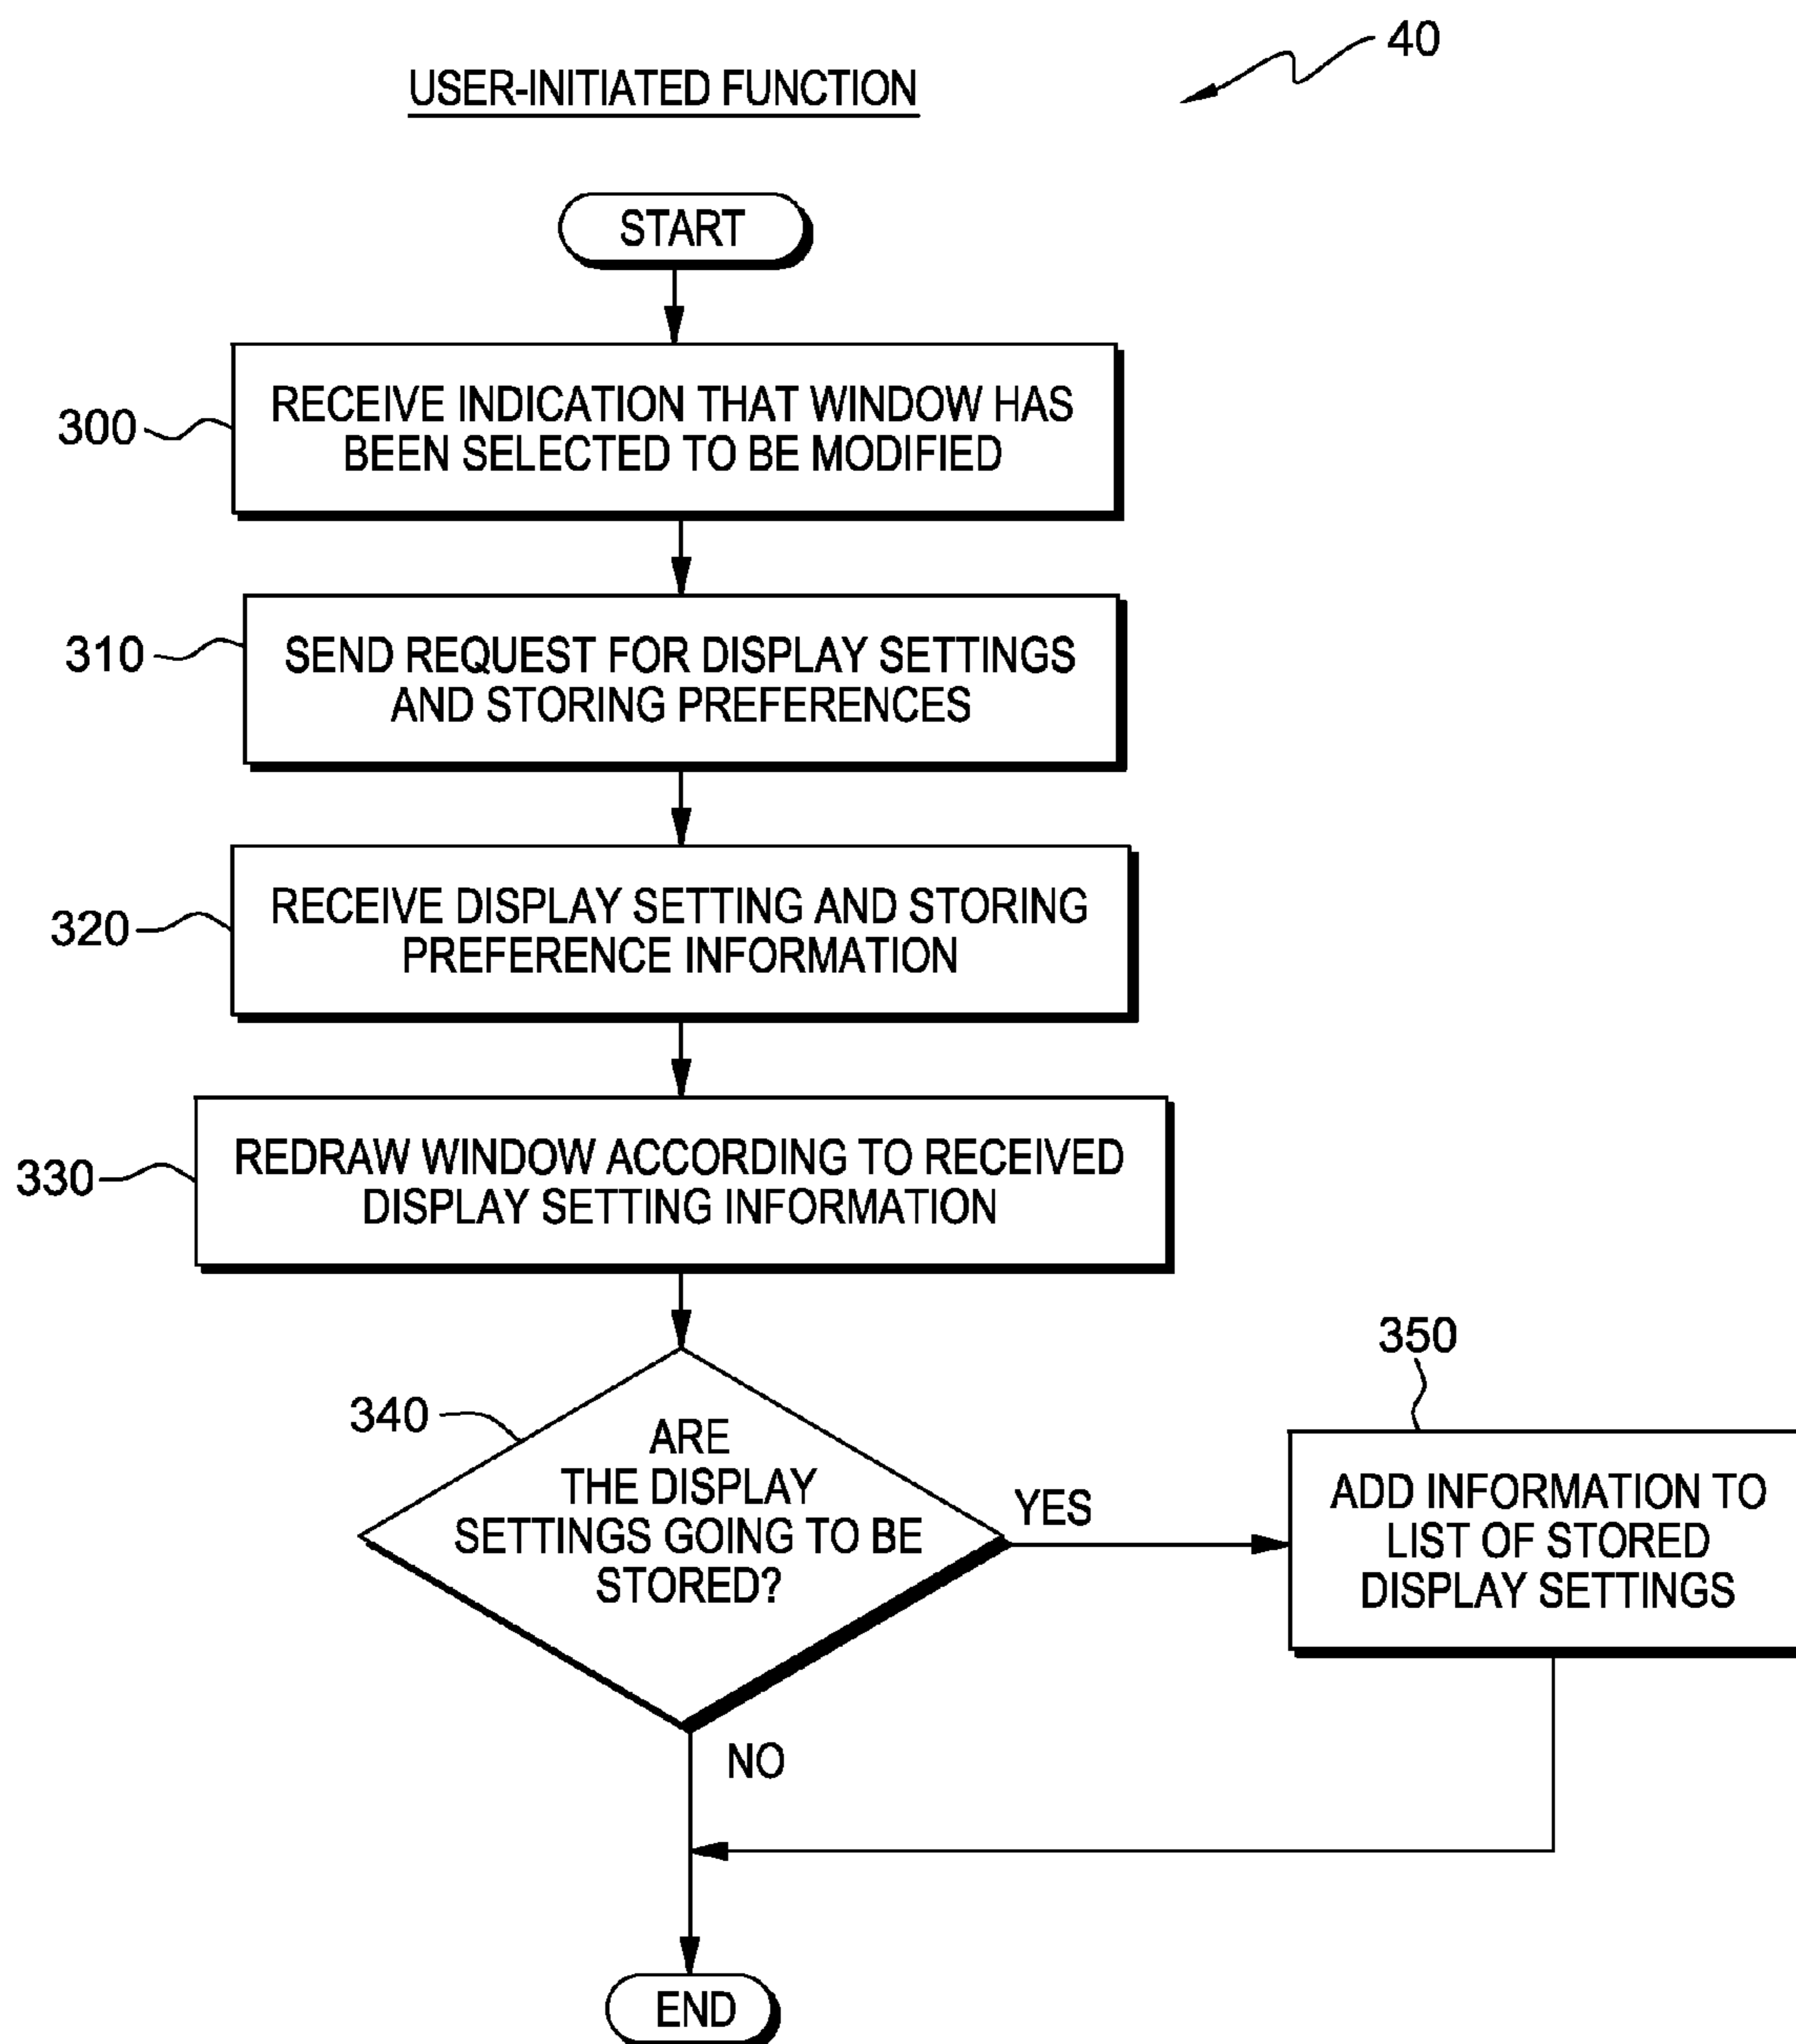 40
USER-INITIATED FUNCTION
START
300
RECEIVE INDICATION THAT WINDOW HAS
BEEN SELECTED TO BE MODIFIED
310
SEND REQUEST FOR DISPLAY SETTINGS
AND STORING PREFERENCES
320
RECEIVE DISPLAY SETTING AND STORING
PREFERENCE INFORMATION
330
REDRAW WINDOW ACCORDING TO RECEIVED
DISPLAY SETTING INFORMATION
340
ARE
THE DISPLAY
SETTINGS GOING TO BE
STORED?
YES
350
ADD INFORMATION TO
LIST OF STORED
DISPLAY SETTINGS
NO
END